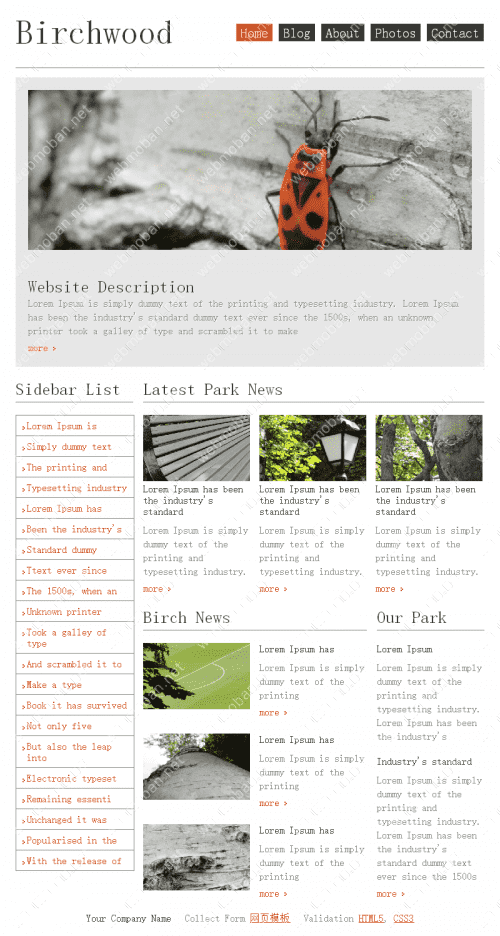 Birchwood
Home Blog About Photos Contact
Website Description
Lorem Ipsum is simply dummy text of the printing and typesetting industry. Lorem Ipsum
has been the industry's standard dummy text ever since the 1500s, when an unknown
printer took a galley of type and scrambled it to make
more >
Sidebar List
>Lorem Ipsum is
>Simply dummy text
>The printing and
>Typesetting industry
>Lorem Ipsum has
>Been the industry's
>Standard dummy
>Ttext ever since
>The 1500s, when an
>Unknown printer
>Took a galley of
type
>And scrambled it to
>Make a type
>Book it has survived
>Not only five
>But also the leap
into
>Electronic typeset
>Remaining essenti
>Unchanged it was
>Popularised in the
>With the release of
Latest Park News
Lorem Ipsum has been
the industry's
standard
Lorem Ipsum is simply
dummy text of the
printing and
typesetting industry.
more >
Lorem Ipsum has been
the industry's
standard
Lorem Ipsum is simply
dummy text of the
printing and
typesetting industry.
more >
Lorem Ipsum has been
the industry's
standard
Lorem Ipsum is simply
dummy text of the
printing and
typesetting industry.
more >
Birch News
Lorem Ipsum has
Lorem Ipsum is simply
dummy text of the
printing
more >
Lorem Ipsum has
Lorem Ipsum is simply
dummy text of the
printing
more >
Lorem Ipsum has
Lorem Ipsum is simply
dummy text of the
printing
more >
Our Park
Lorem Ipsum
Lorem Ipsum is simply
dummy text of the
printing and
typesetting industry.
Lorem Ipsum has been
the industry's
Industry's standard
Lorem Ipsum is simply
dummy text of the
printing and
typesetting industry.
Lorem Ipsum has been
the industry's
standard dummy text
ever since the 1500s
more >
Your Company Name Collect Form 网页模板 Validation HTML5, CSS3
webmoban.net